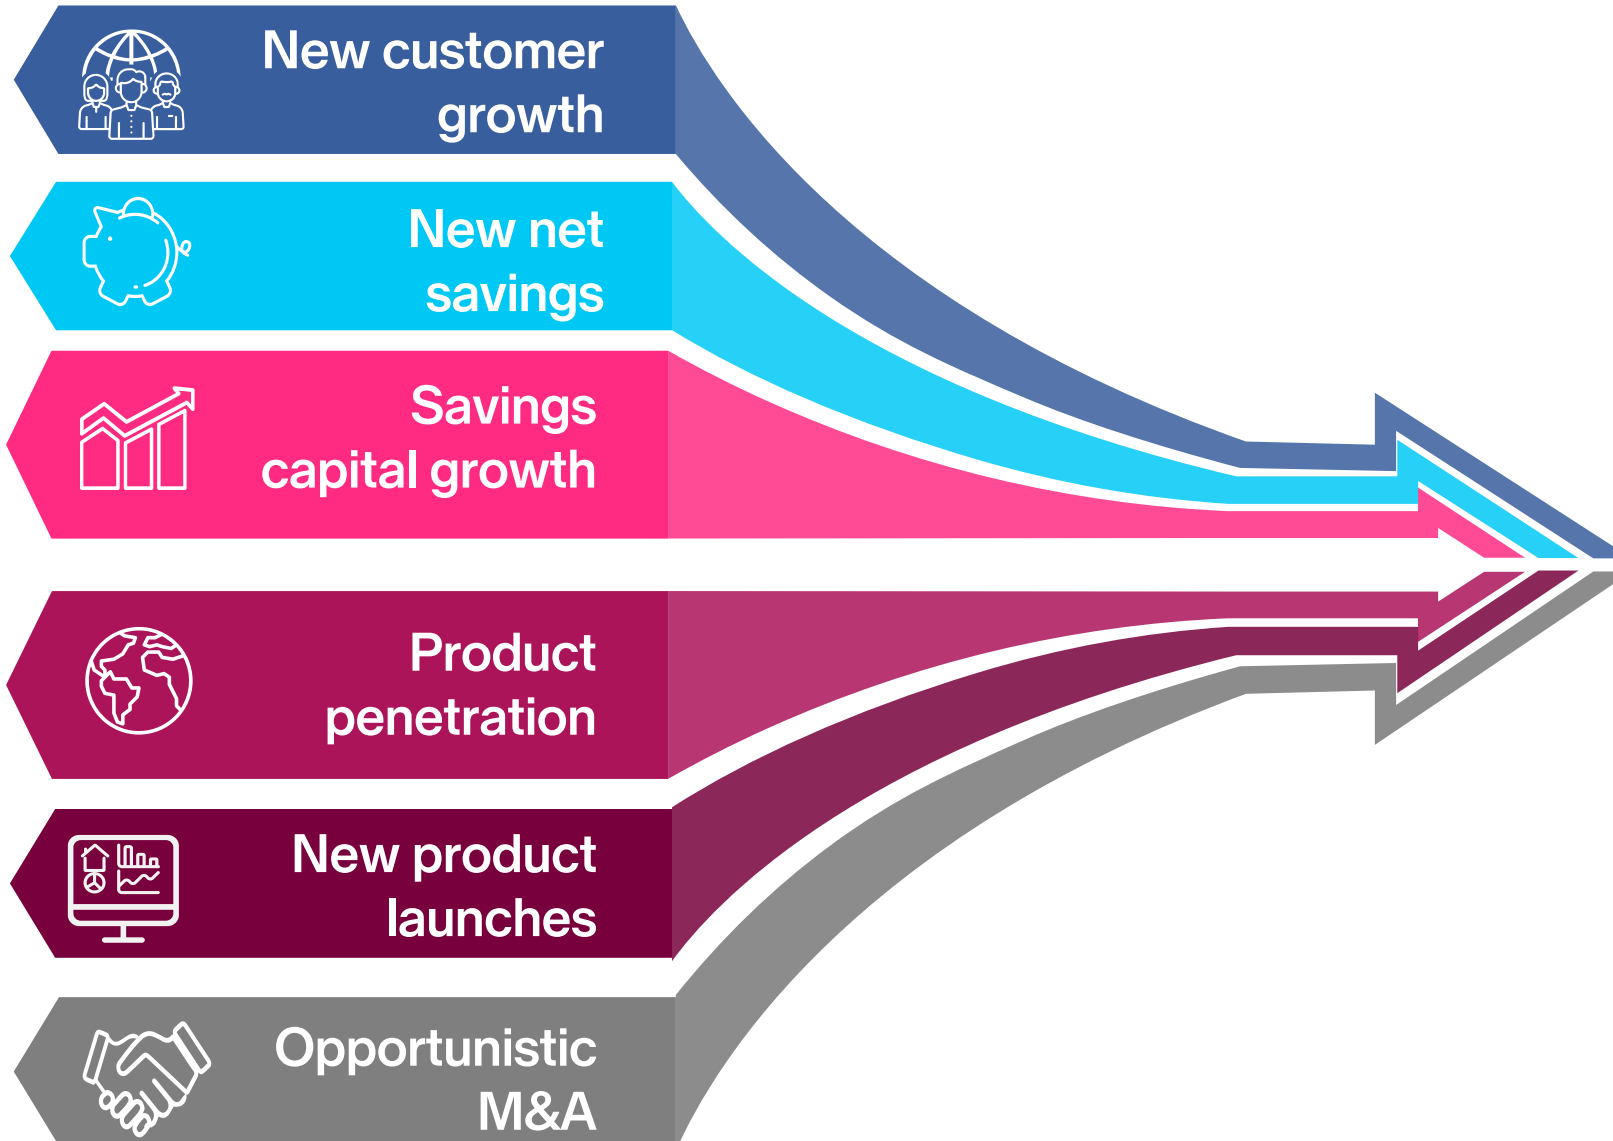 New customer
growth
New net
savings
Savings
capital growth
Product
penetration
New product
launches
Opportunistic
M&A